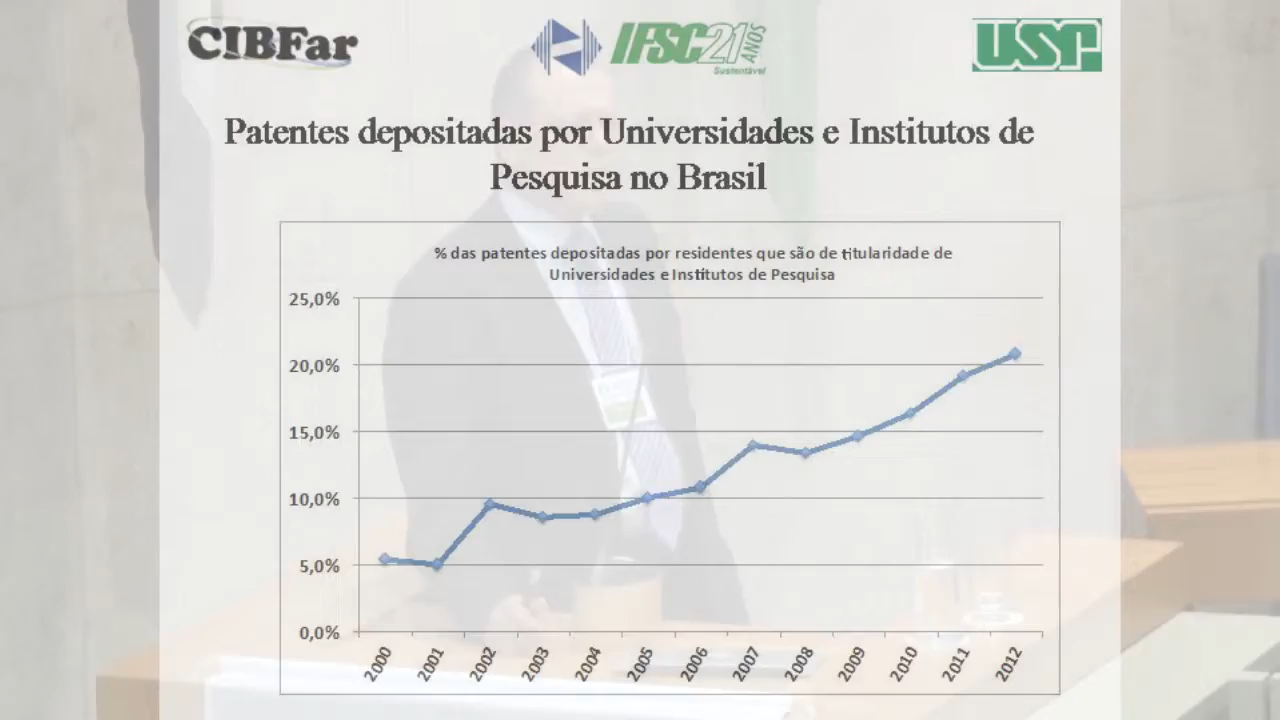 CIBFar
IFSC 21 ANOS
Sustentável
USP
Patentes depositadas por Universidades e Institutos de
Pesquisa no Brasil
% das patentes depositadas por residentes que são de titularidade de
Universidades e Institutos de Pesquisa
25,0%
20,0%
15,0%
10,0%
5,0%
0,0%
2000 2001 2002 2003 2004 2005 2006 2007 2008 2009 2010 2011 2012